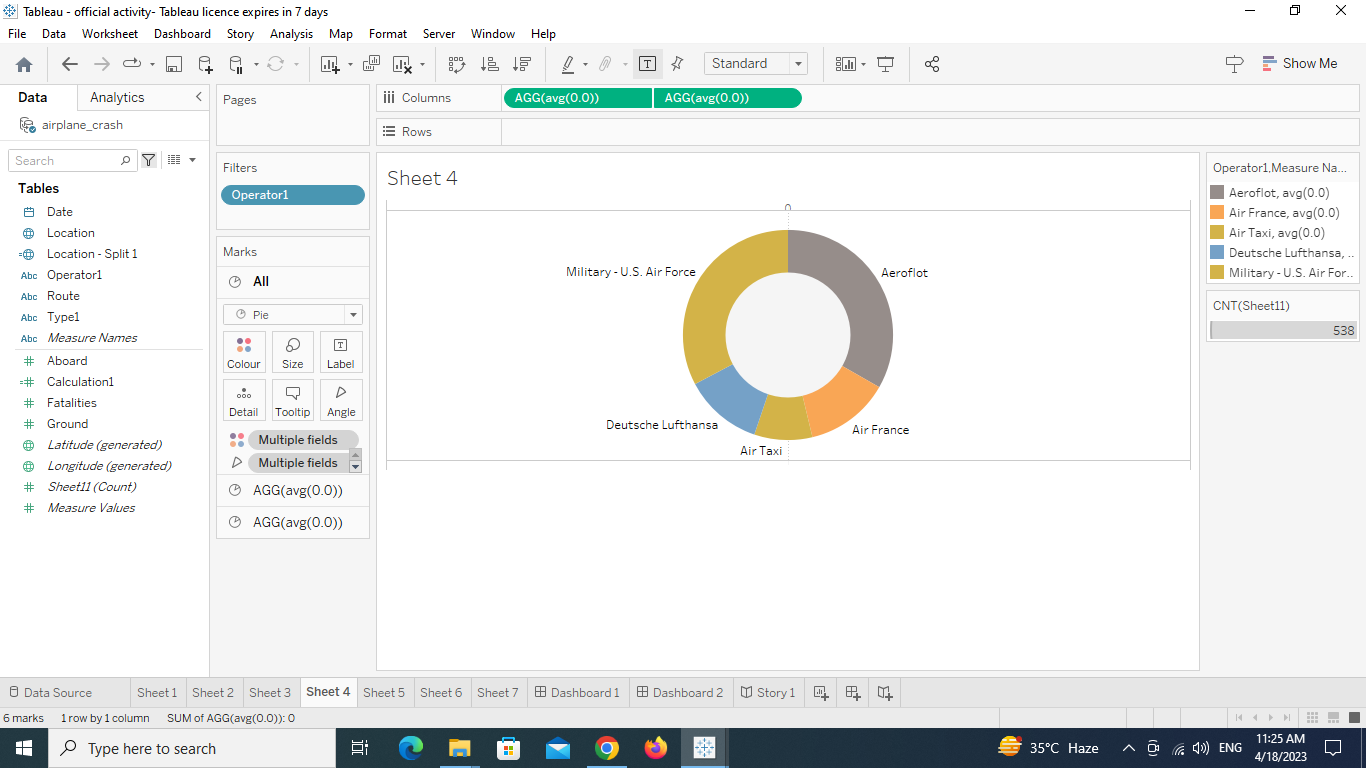 Tableau - official activity- Tableau licence expires in 7 days
File Data Worksheet Dashboard Story Analysis Map Format Server Window Help
Standard
Show Me
Data Analytics
airplane_crash
Search
Tables
Date
Location
Location - Split 1
Abc Operator1
Abc Route
Abc Type1
Abc Measure Names
Aboard
Calculation1
Fatalities
Ground
Latitude (generated)
Longitude (generated)
Sheet11 (Count)
Measure Values
Pages
Filters
Operator1
Marks
All
Pie
Colour Size Label
Detail Tooltip Angle
Multiple fields
Multiple fields
AGG(avg(0.0))
AGG(avg(0.0))
Columns AGG(avg(0.0)) AGG(avg(0.0))
Rows
Sheet 4
0
Military - U.S. Air Force
Aeroflot
Deutsche Lufthansa
Air France
Air Taxi
Operator1,Measure Na...
Aeroflot, avg(0.0)
Air France, avg(0.0)
Air Taxi, avg(0.0)
Deutsche Lufthansa, ..
Military - U.S. Air For..
CNT(Sheet11)
538
Data Source Sheet 1 Sheet 2 Sheet 3 Sheet 4 Sheet 5 Sheet 6 Sheet 7 Dashboard 1 Dashboard 2 Story 1
6 marks 1 row by 1 column SUM of AGG(avg(0.0)): 0
Type here to search
35°C Haze
ENG
11:25 AM
4/18/2023